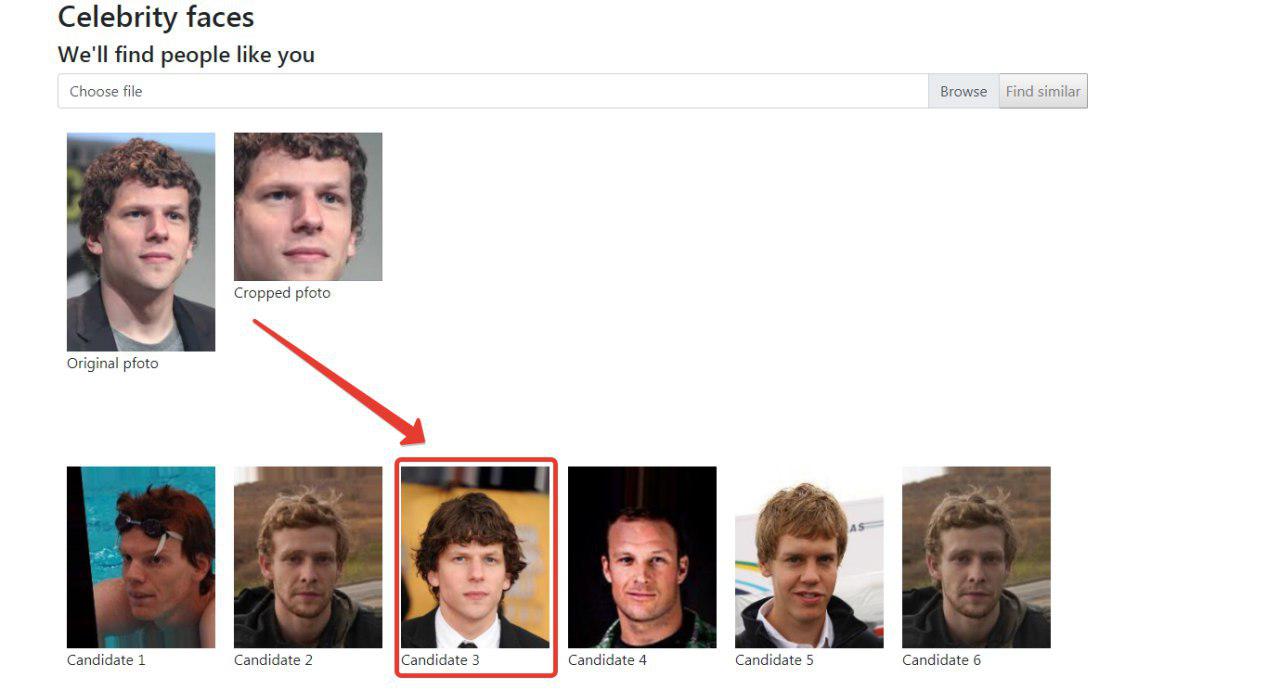 Celebrity faces
We'll find people like you
Choose file Browse Find similar
Cropped pfoto
Original pfoto
AS
Candidate 1 Candidate 2 Candidate 3 Candidate 4 Candidate 5 Candidate 6